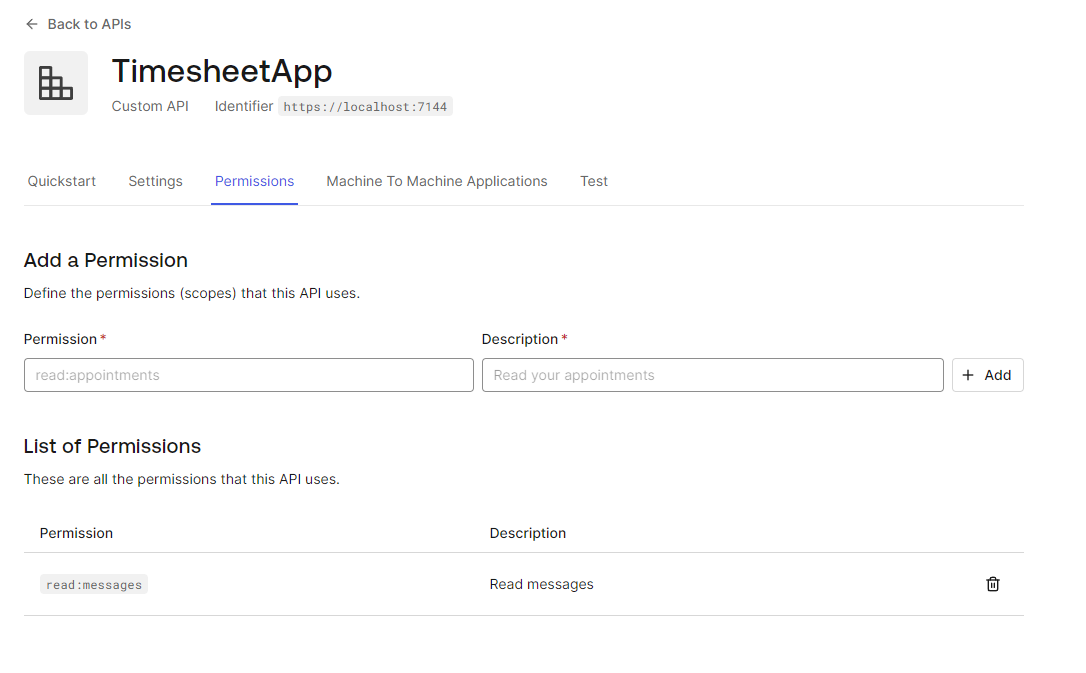 Back to APIs
TimesheetApp
Custom API Identifier https://localhost:7144
Quickstart Settings Permissions Machine To Machine Applications Test
Add a Permission
Define the permissions (scopes) that this API uses.
Permission * Description *
read:appointments Read your appointments + Add
List of Permissions
These are all the permissions that this API uses.
Permission Description
read:messages Read messages